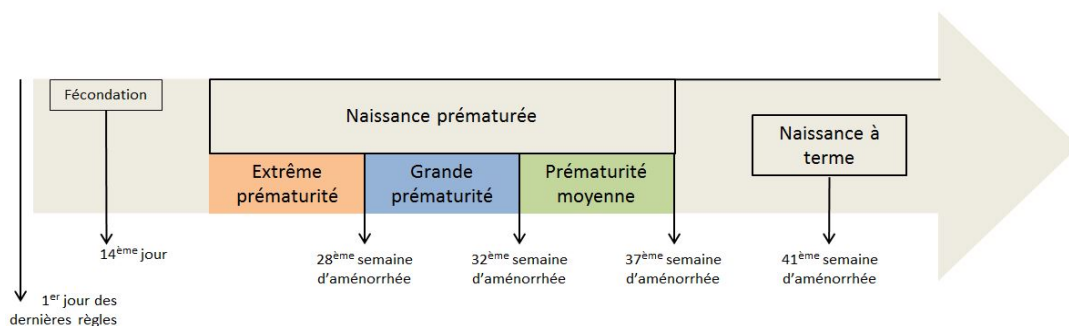 Fécondation
Naissance prématurée
Naissance à
terme
Extrême
prématurité
Grande
prématurité
Prématurité
moyenne
14ème jour
28ème semaine
d'aménorrhée
32ème semaine
d'aménorrhée
37ème semaine
d'aménorrhée
41ème semaine
d'aménorrhée
1er jour des
dernières règles